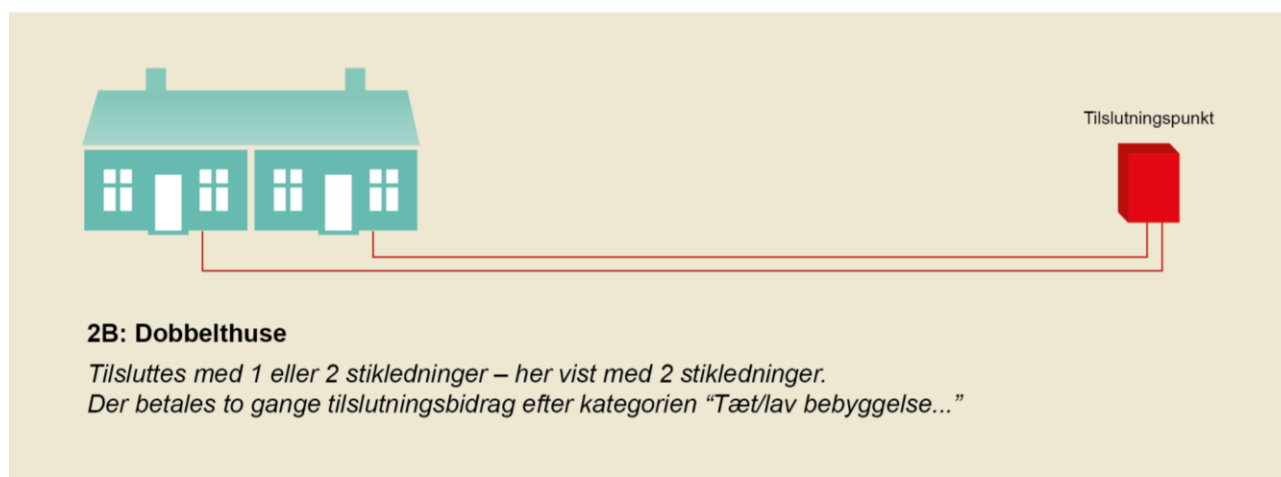 Tilslutningspunkt
2B: Dobbelthuse
Tilsluttes med 1 eller 2 stikledninger – her vist med 2 stikledninger.
Der betales to gange tilslutningsbidrag efter kategorien “Tæt/lav bebyggelse...”